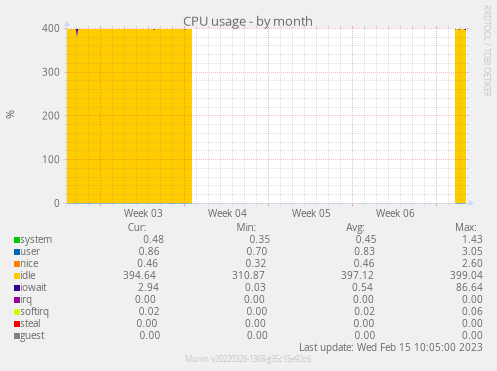 CPU usage - by month
RRDTOOL / TOBI OETIKER
%
400
300
200
100
0
Week 03 Week 04 Week 05 Week 06
Cur: Min: Avg: Max:
system 0.48 0.35 0.45 1.43
user 0.86 0.70 0.83 3.05
nice 0.46 0.32 0.46 2.60
idle 394.64 310.87 397.12 399.04
iowait 2.94 0.03 0.54 86.64
irq 0.00 0.00 0.00 0.00
softirq 0.02 0.00 0.02 0.06
steal 0.00 0.00 0.00 0.00
guest 0.00 0.00 0.00 0.00
Last update: Wed Feb 15 10:05:00 2023
Munin v20220328-1368-g35c15e92c6